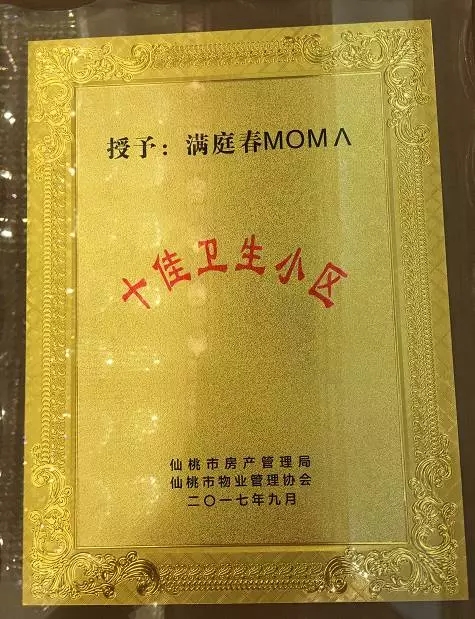 授予：满庭春MOMΛ
十佳卫生小区
仙桃市房产管理局
仙桃市物业管理协会
二〇一七年九月